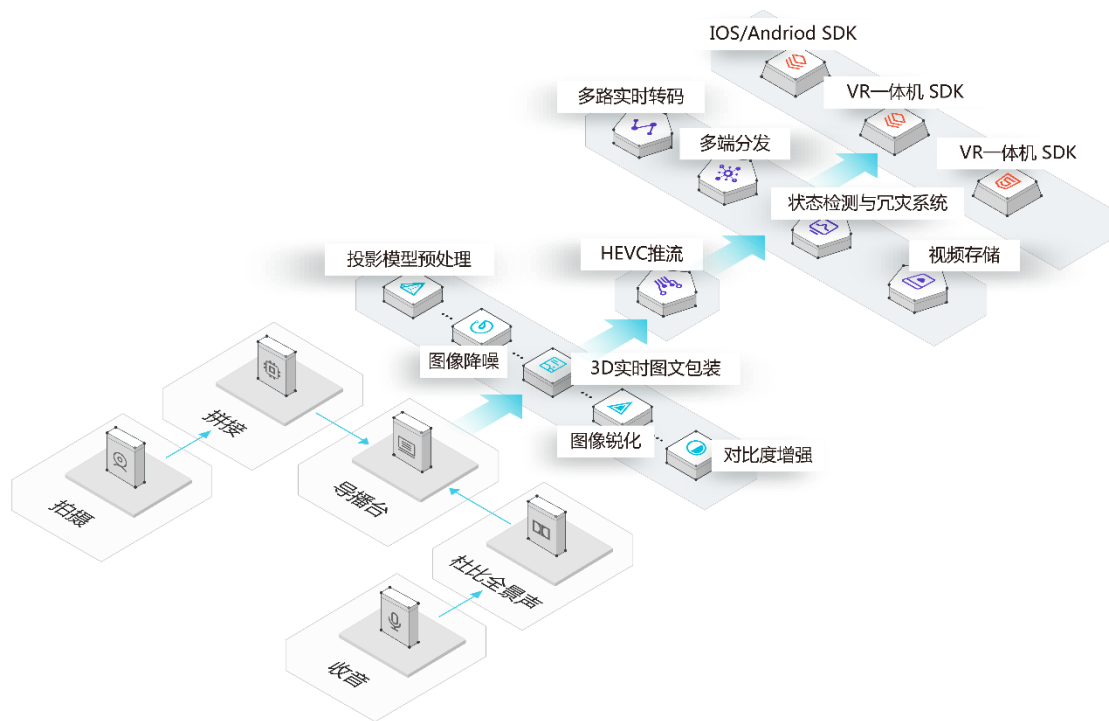 IOS/Andriod SDK
VR一体机 SDK
VR一体机 SDK
多路实时转码
多端分发
状态检测与冗灾系统
视频存储
HEVC推流
投影模型预处理
图像降噪
3D实时图文包装
图像锐化
对比度增强
拼接
拍摄
导播台
杜比全景声
收音